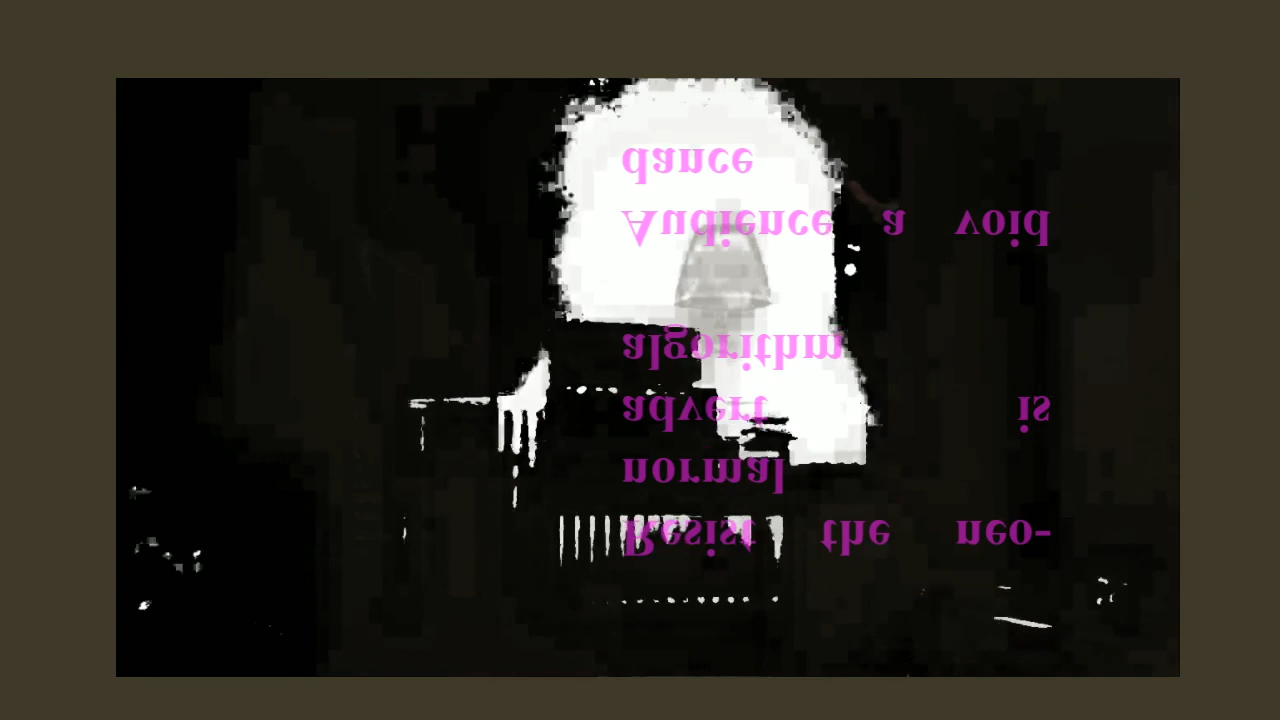 Resist the neo-
normal
advert is
algorithm
Audience a void
dance